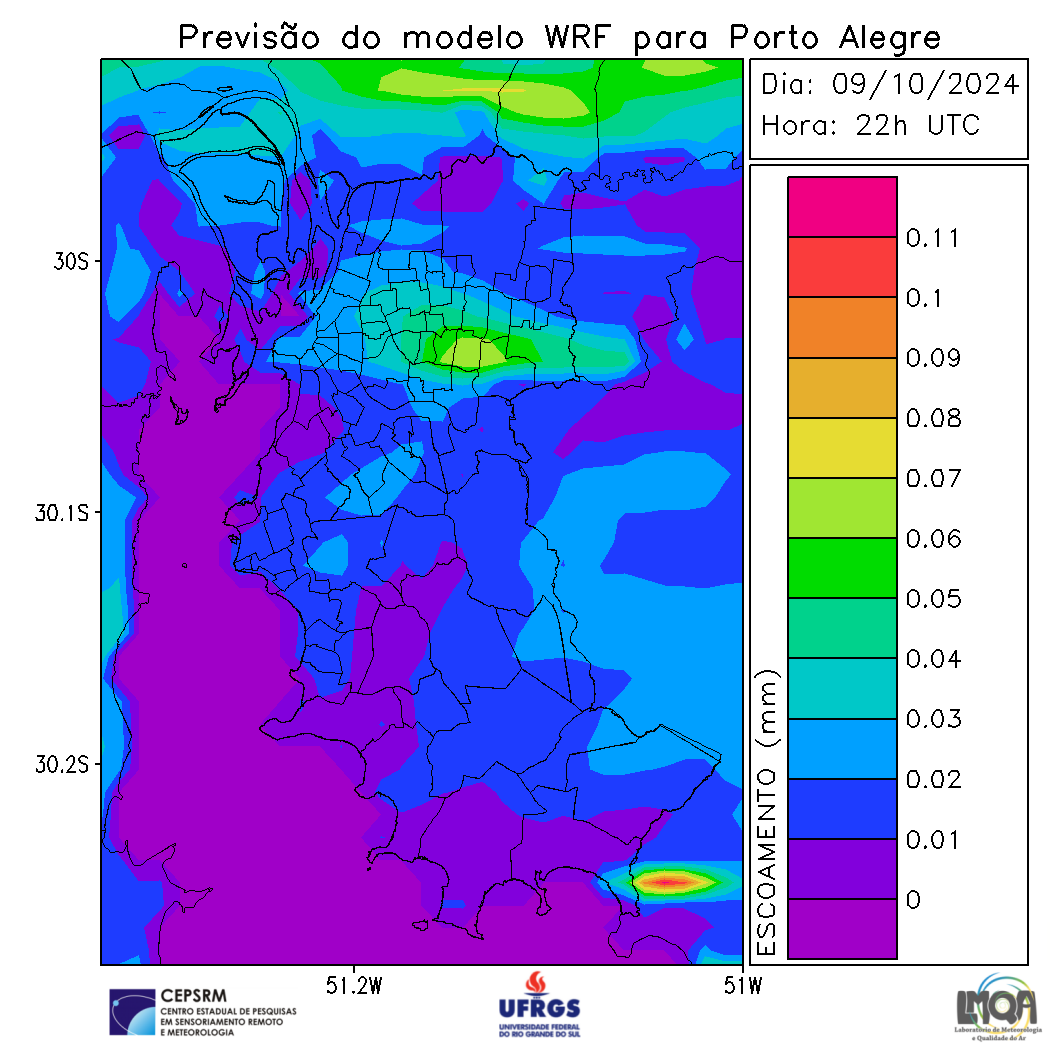 Previsão do modelo WRF para Porto Alegre
Dia: 09/10/2024
Hora: 22h UTC
30S
30.1S
30.2S
51.2W
51W
ESCOAMENTO (mm)
0.11
0.1
0.09
0.08
0.07
0.06
0.05
0.04
0.03
0.02
0.01
0
CEPSRM
CENTRO ESTADUAL DE PESQUISAS
EM SENSORIAMENTO REMOTO
E METEOROLOGIA
UFRGS
UNIVERSIDADE FEDERAL
DO RIO GRANDE DO SUL
LMQA
Laboratório de Meteorologia
e Qualidade do Ar